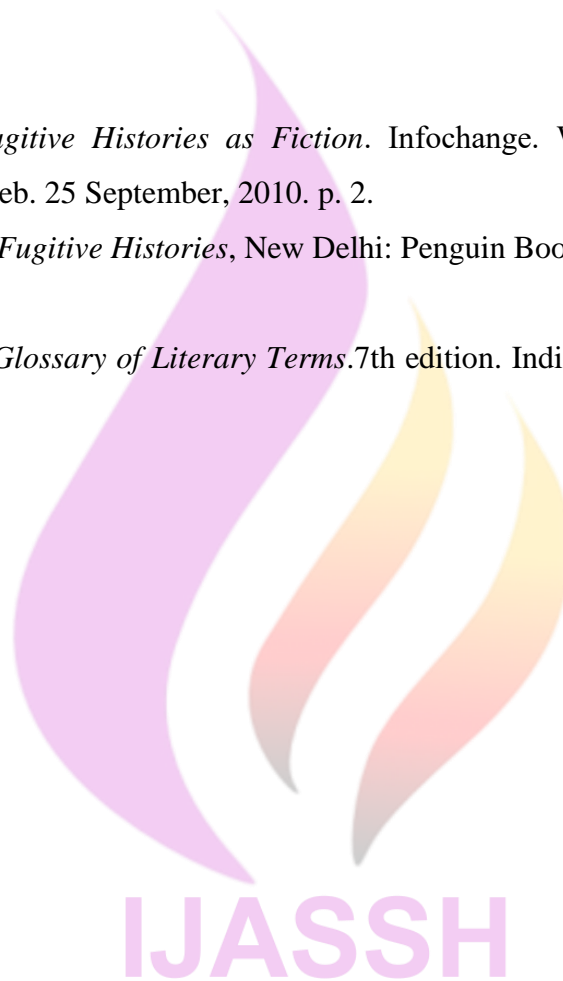 Fugitive Histories as Fiction. Infochange.
eb. 25 September, 2010. p. 2.
Fugitive Histories, New Delhi: Penguin Boo
Glossary of Literary Terms.7th edition. Indi
IJASSH